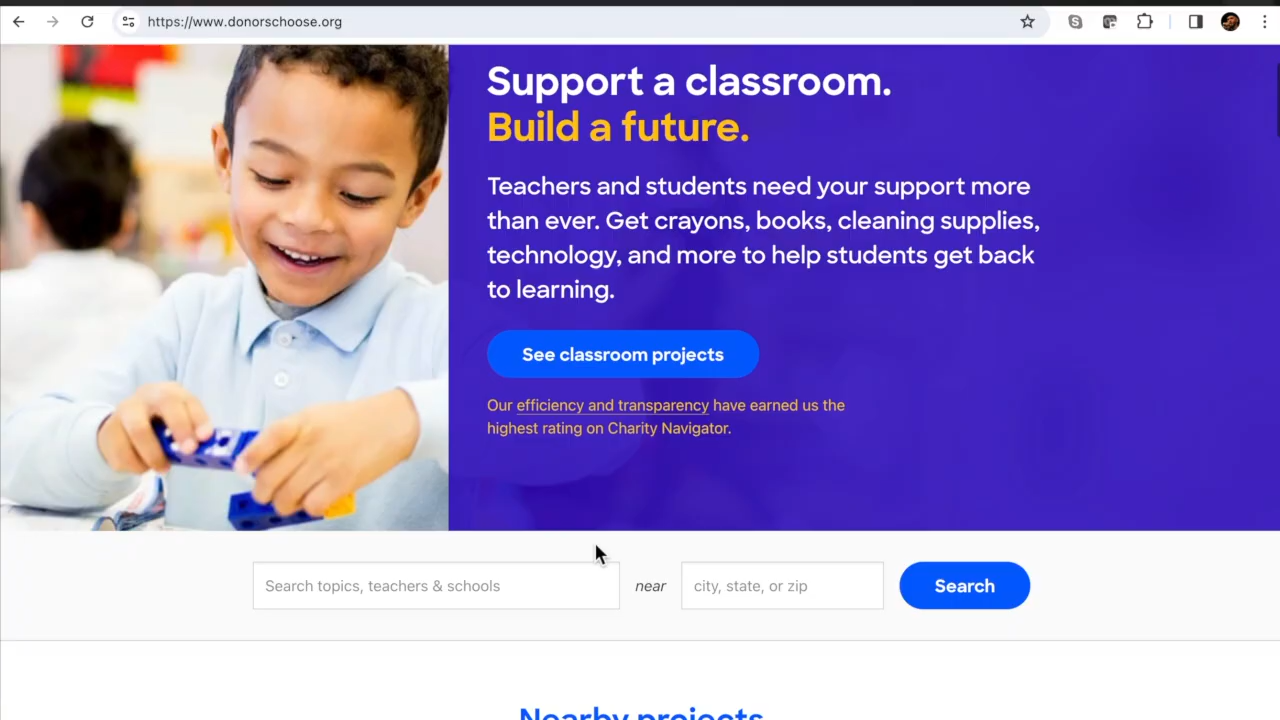 https://www.donorschoose.org
Support a classroom.
Build a future.
Teachers and students need your support more
than ever. Get crayons, books, cleaning supplies,
technology, and more to help students get back
to learning.
See classroom projects
Our efficiency and transparency have earned us the
highest rating on Charity Navigator.
Search topics, teachers & schools near city, state, or zip Search
Nearby projects